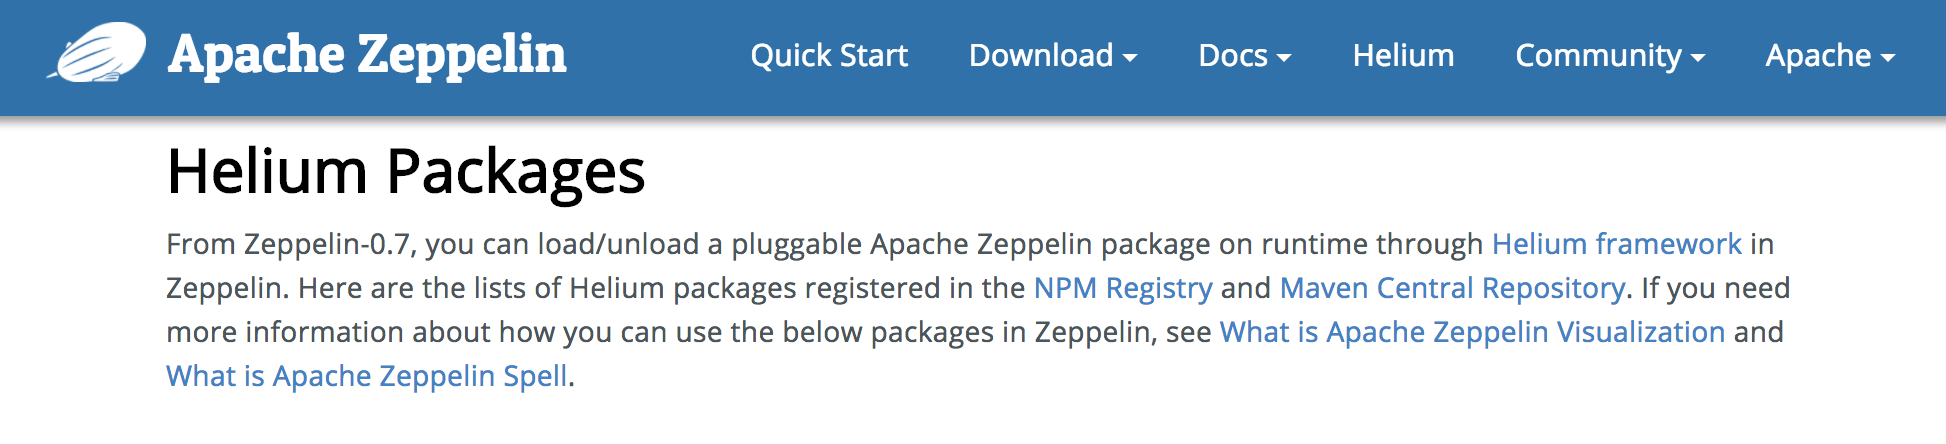 Apache Zeppelin Quick Start Download Docs Helium Community Apache
Helium Packages
From Zeppelin-0.7, you can load/unload a pluggable Apache Zeppelin package on runtime through Helium framework in
Zeppelin. Here are the lists of Helium packages registered in the NPM Registry and Maven Central Repository. If you need
more information about how you can use the below packages in Zeppelin, see What is Apache Zeppelin Visualization and
What is Apache Zeppelin Spell.